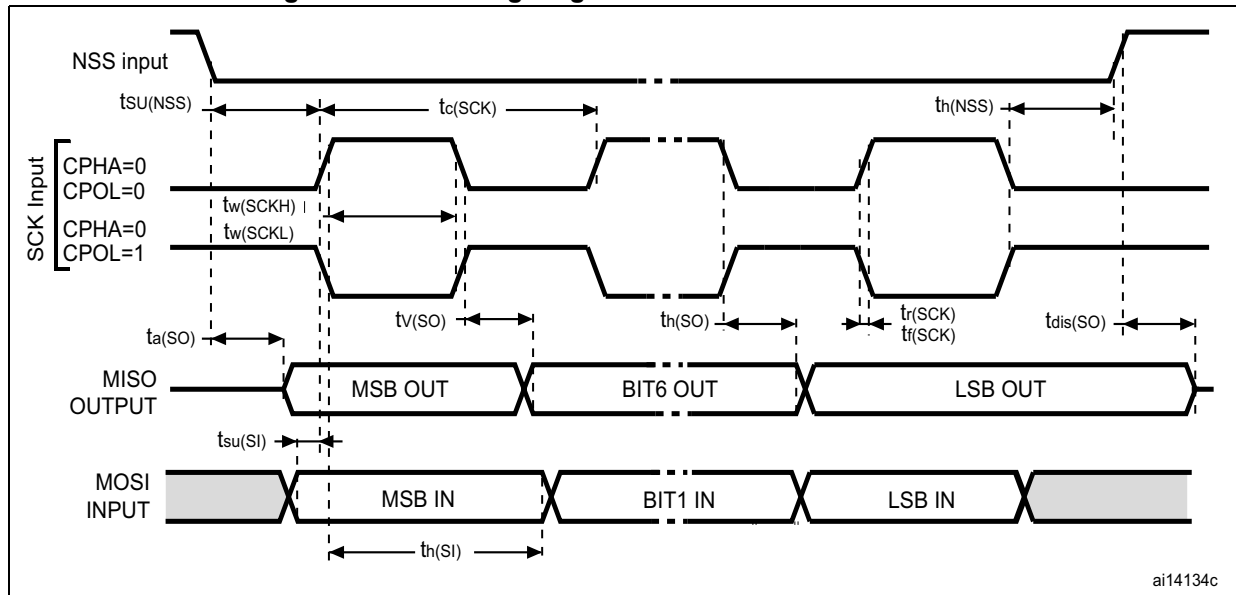 NSS input
tSU(NSS)
tc(SCK)
th(NSS)
SCK Input
CPHA=0
CPOL=0
tw(SCKH)
CPHA=0
tw(SCKL)
CPOL=1
tV(SO)
th(SO)
tr(SCK)
tf(SCK)
tdis(SO)
ta(SO)
MISO
OUTPUT
MSB OUT
BIT6 OUT
LSB OUT
tsu(SI)
MOSI
INPUT
MSB IN
BIT1 IN
LSB IN
th(SI)
ai14134c